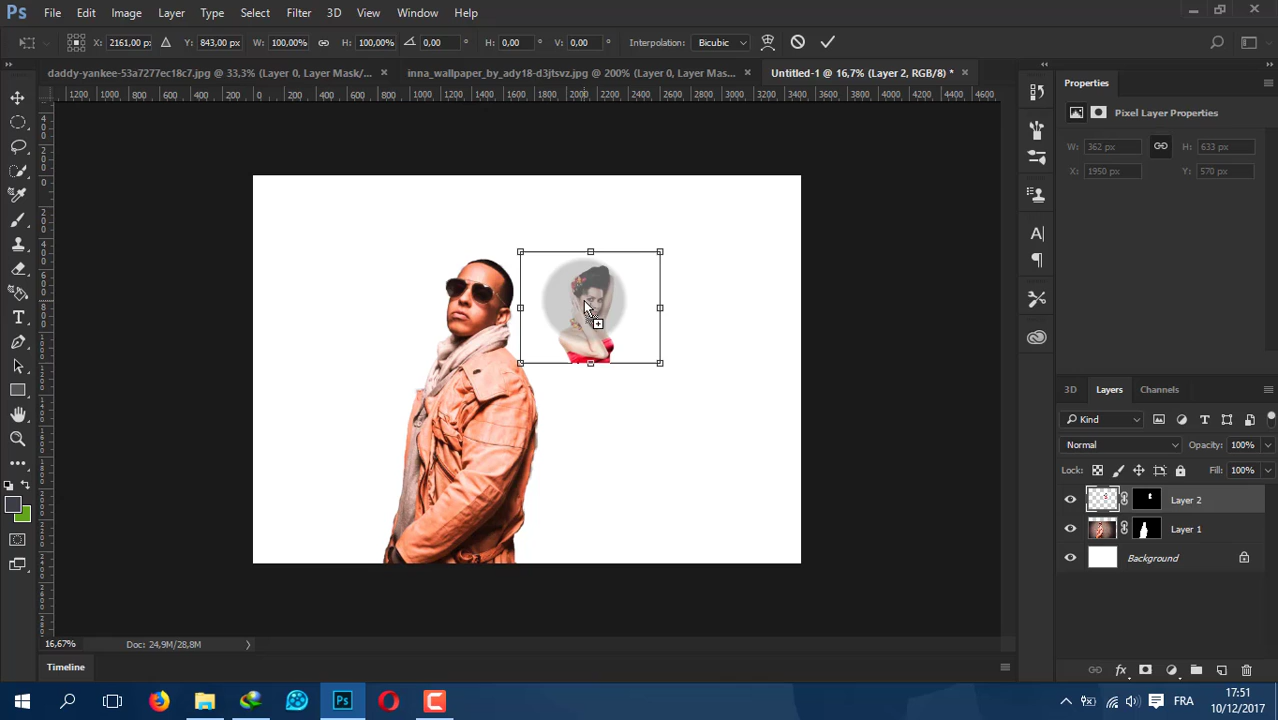 Ps File Edit Image Layer Type Select Filter 3D View Window Help
X: 2161,00 px Y: 843,00 px W: 100,00% H: 100,00% 0,00 ° H: 0,00 ° V: 0,00 ° Interpolation: Bicubic
daddy-yankee-53a7277ec18c7.jpg @ 33,3% (Layer 0, Layer Mask/... inna_wallpaper_by_ady18-d3jtsvz.jpg @ 200% (Layer 0, Layer Mas... Untitled-1 @ 16,7% (Layer 2, RGB/8) *
1200 1000 800 600 400 200 0 200 400 600 800 1000 1200 1400 1600 1800 2000 2200 2400 2600 2800 3000 3200 3400 3600 3800 4000 4200 4400 4600
Properties
Pixel Layer Properties
W: 362 px H: 633 px
X: 1950 px Y: 570 px
3D Layers Channels
Kind
Normal Opacity: 100%
Lock: Fill: 100%
Layer 2
Layer 1
Background
16,67% Doc: 24,9M/28,8M
Timeline
Ps FRA 17:51
10/12/2017